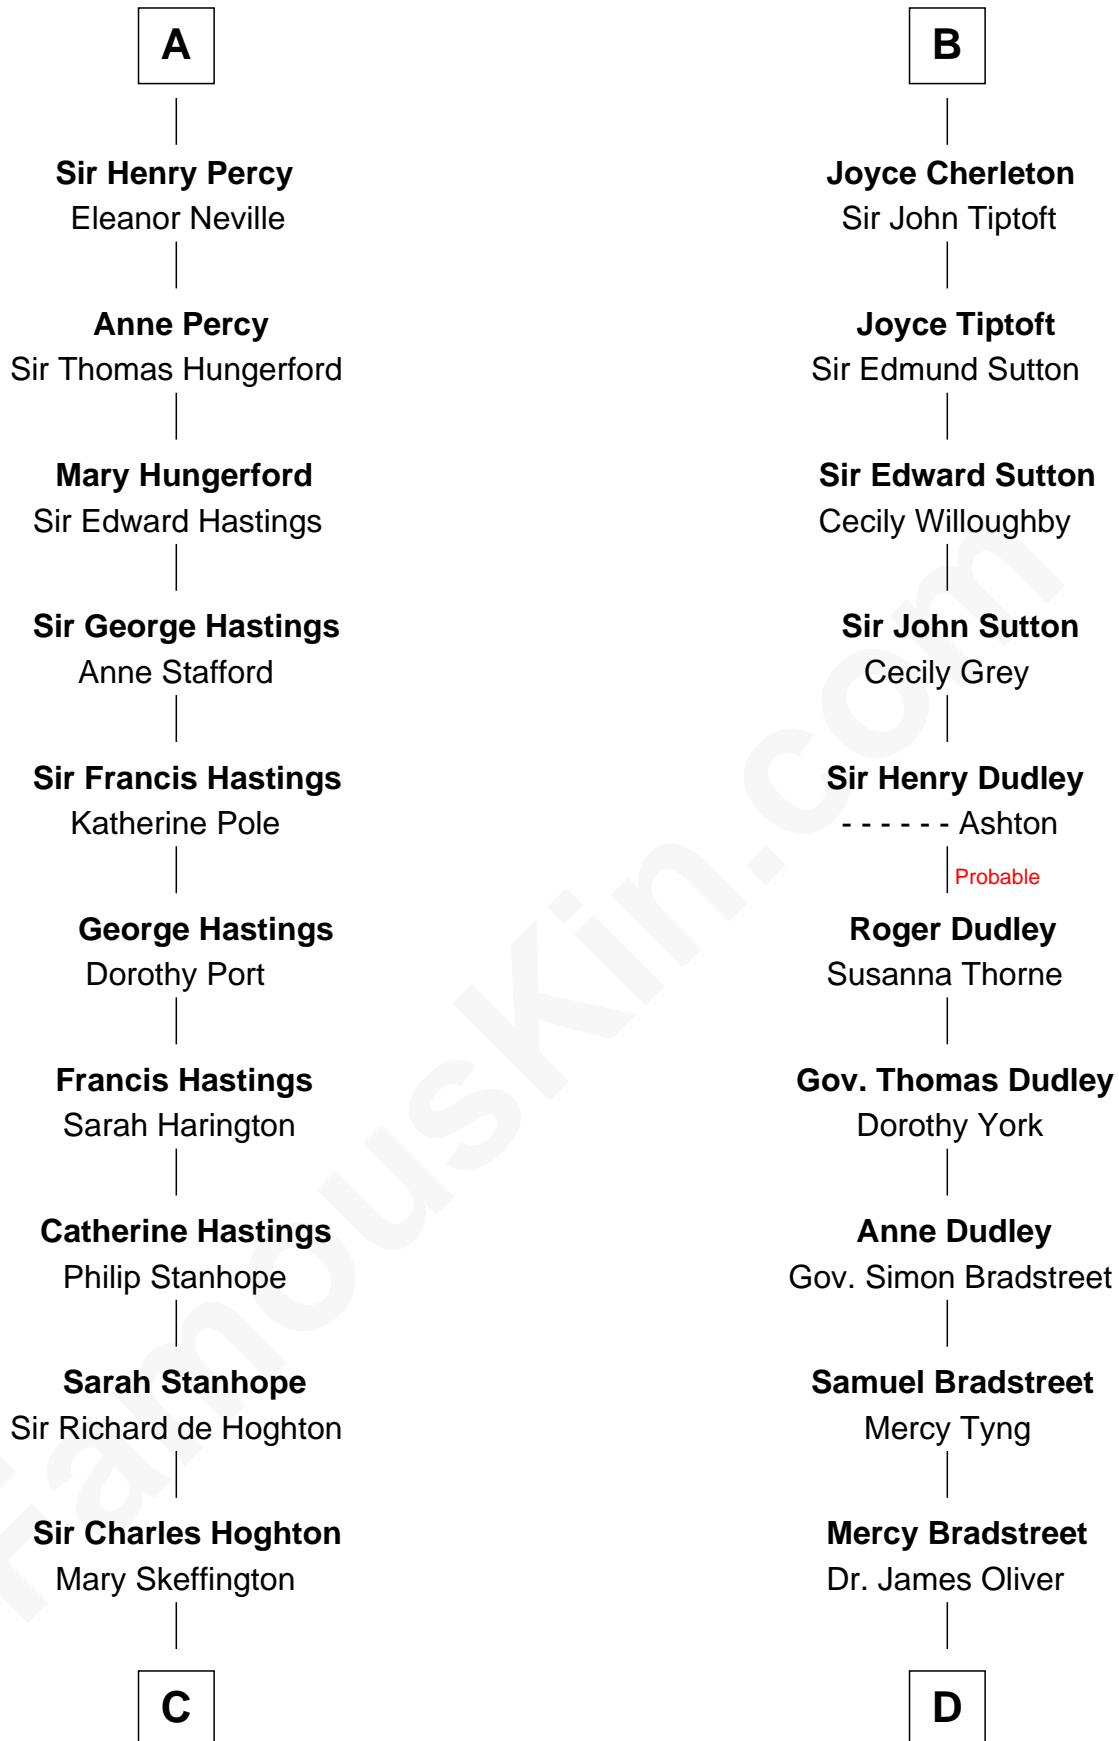 A
Sir Henry Percy
Eleanor Neville
Anne Percy
Sir Thomas Hungerford
Mary Hungerford
Sir Edward Hastings
Sir George Hastings
Anne Stafford
Sir Francis Hastings
Katherine Pole
George Hastings
Dorothy Port
Francis Hastings
Sarah Harington
Catherine Hastings
Philip Stanhope
Sarah Stanhope
Sir Richard de Hoghton
Sir Charles Hoghton
Mary Skeffington
C
B
Joyce Cherleton
Sir John Tiptoft
Joyce Tiptoft
Sir Edmund Sutton
Sir Edward Sutton
Cecily Willoughby
Sir John Sutton
Cecily Grey
Sir Henry Dudley
- - - - - - Ashton
Probable
Roger Dudley
Susanna Thorne
Gov. Thomas Dudley
Dorothy York
Anne Dudley
Gov. Simon Bradstreet
Samuel Bradstreet
Mercy Tyng
Mercy Bradstreet
Dr. James Oliver
D
FamousKin.com